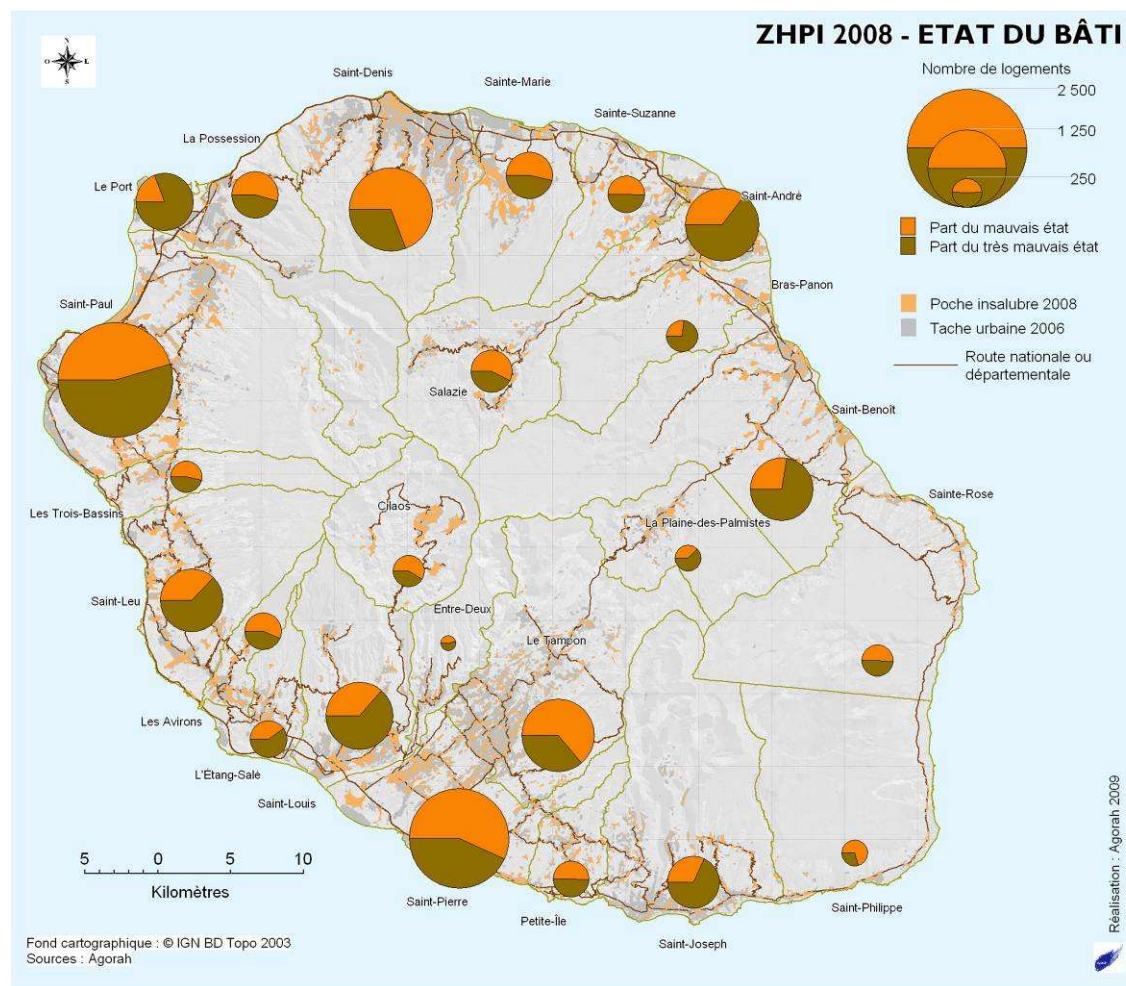 ZHPI 2008 - ETAT DU BÂTI
Nombre de logements
2 500
1 250
250
Part du mauvais état
Part du très mauvais état
Poche insalubre 2008
Tache urbaine 2006
Route nationale ou
départementale
N
O
L
S
Saint-Denis
Sainte-Marie
Sainte-Suzanne
La Possession
Le Port
Saint-André
Bras-Panon
Saint-Paul
Salazie
Saint-Benoît
Les Trois-Bassins
Cilaos
Sainte-Rose
La Plaine-des-Palmistes
Saint-Leu
Entre-Deux
Le Tampon
Les Avirons
L'Étang-Salé
Saint-Louis
Saint-Pierre
Petite-Île
Saint-Joseph
Saint-Philippe
5 0 5 10
Kilomètres
Fond cartographique : © IGN BD Topo 2003
Sources : Agorah
Réalisation : Agorah 2009